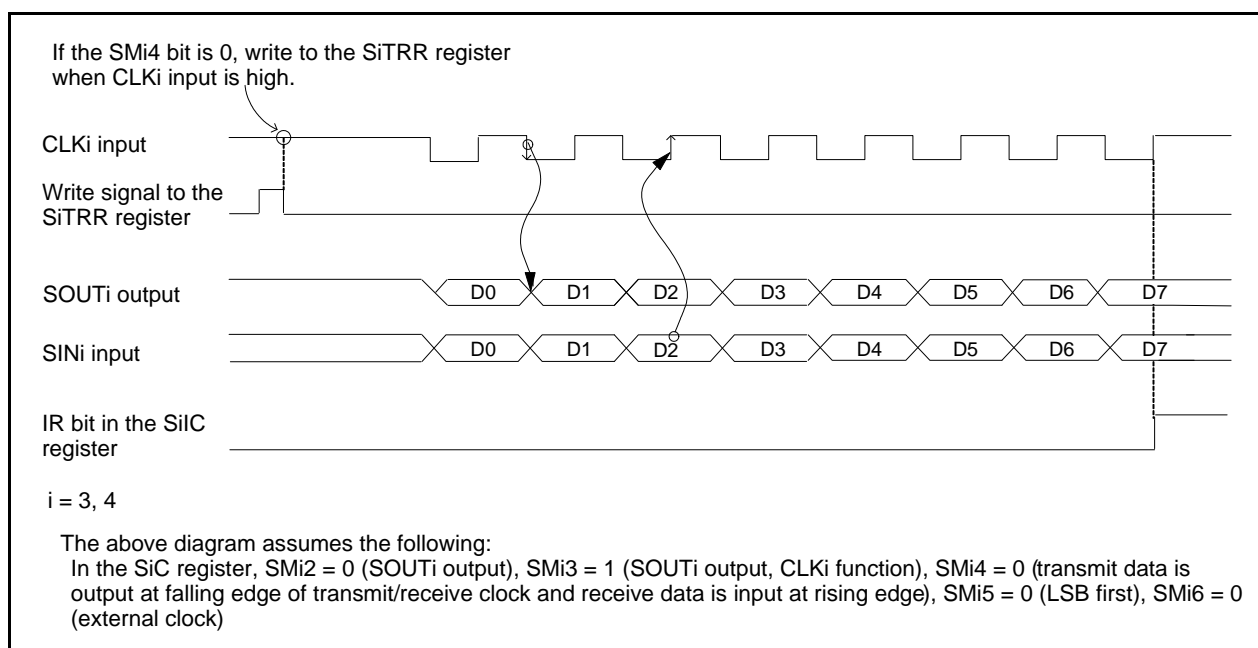 If the SMi4 bit is 0, write to the SiTRR register
when CLKi input is high.
CLKi input
Write signal to the
SiTRR register
SOUTi output
D0 D1 D2 D3 D4 D5 D6 D7
SINi input
D0 D1 D2 D3 D4 D5 D6 D7
IR bit in the SiIC
register
i = 3, 4
The above diagram assumes the following:
In the SiC register, SMi2 = 0 (SOUTi output), SMi3 = 1 (SOUTi output, CLKi function), SMi4 = 0 (transmit data is
output at falling edge of transmit/receive clock and receive data is input at rising edge), SMi5 = 0 (LSB first), SMi6 = 0
(external clock)